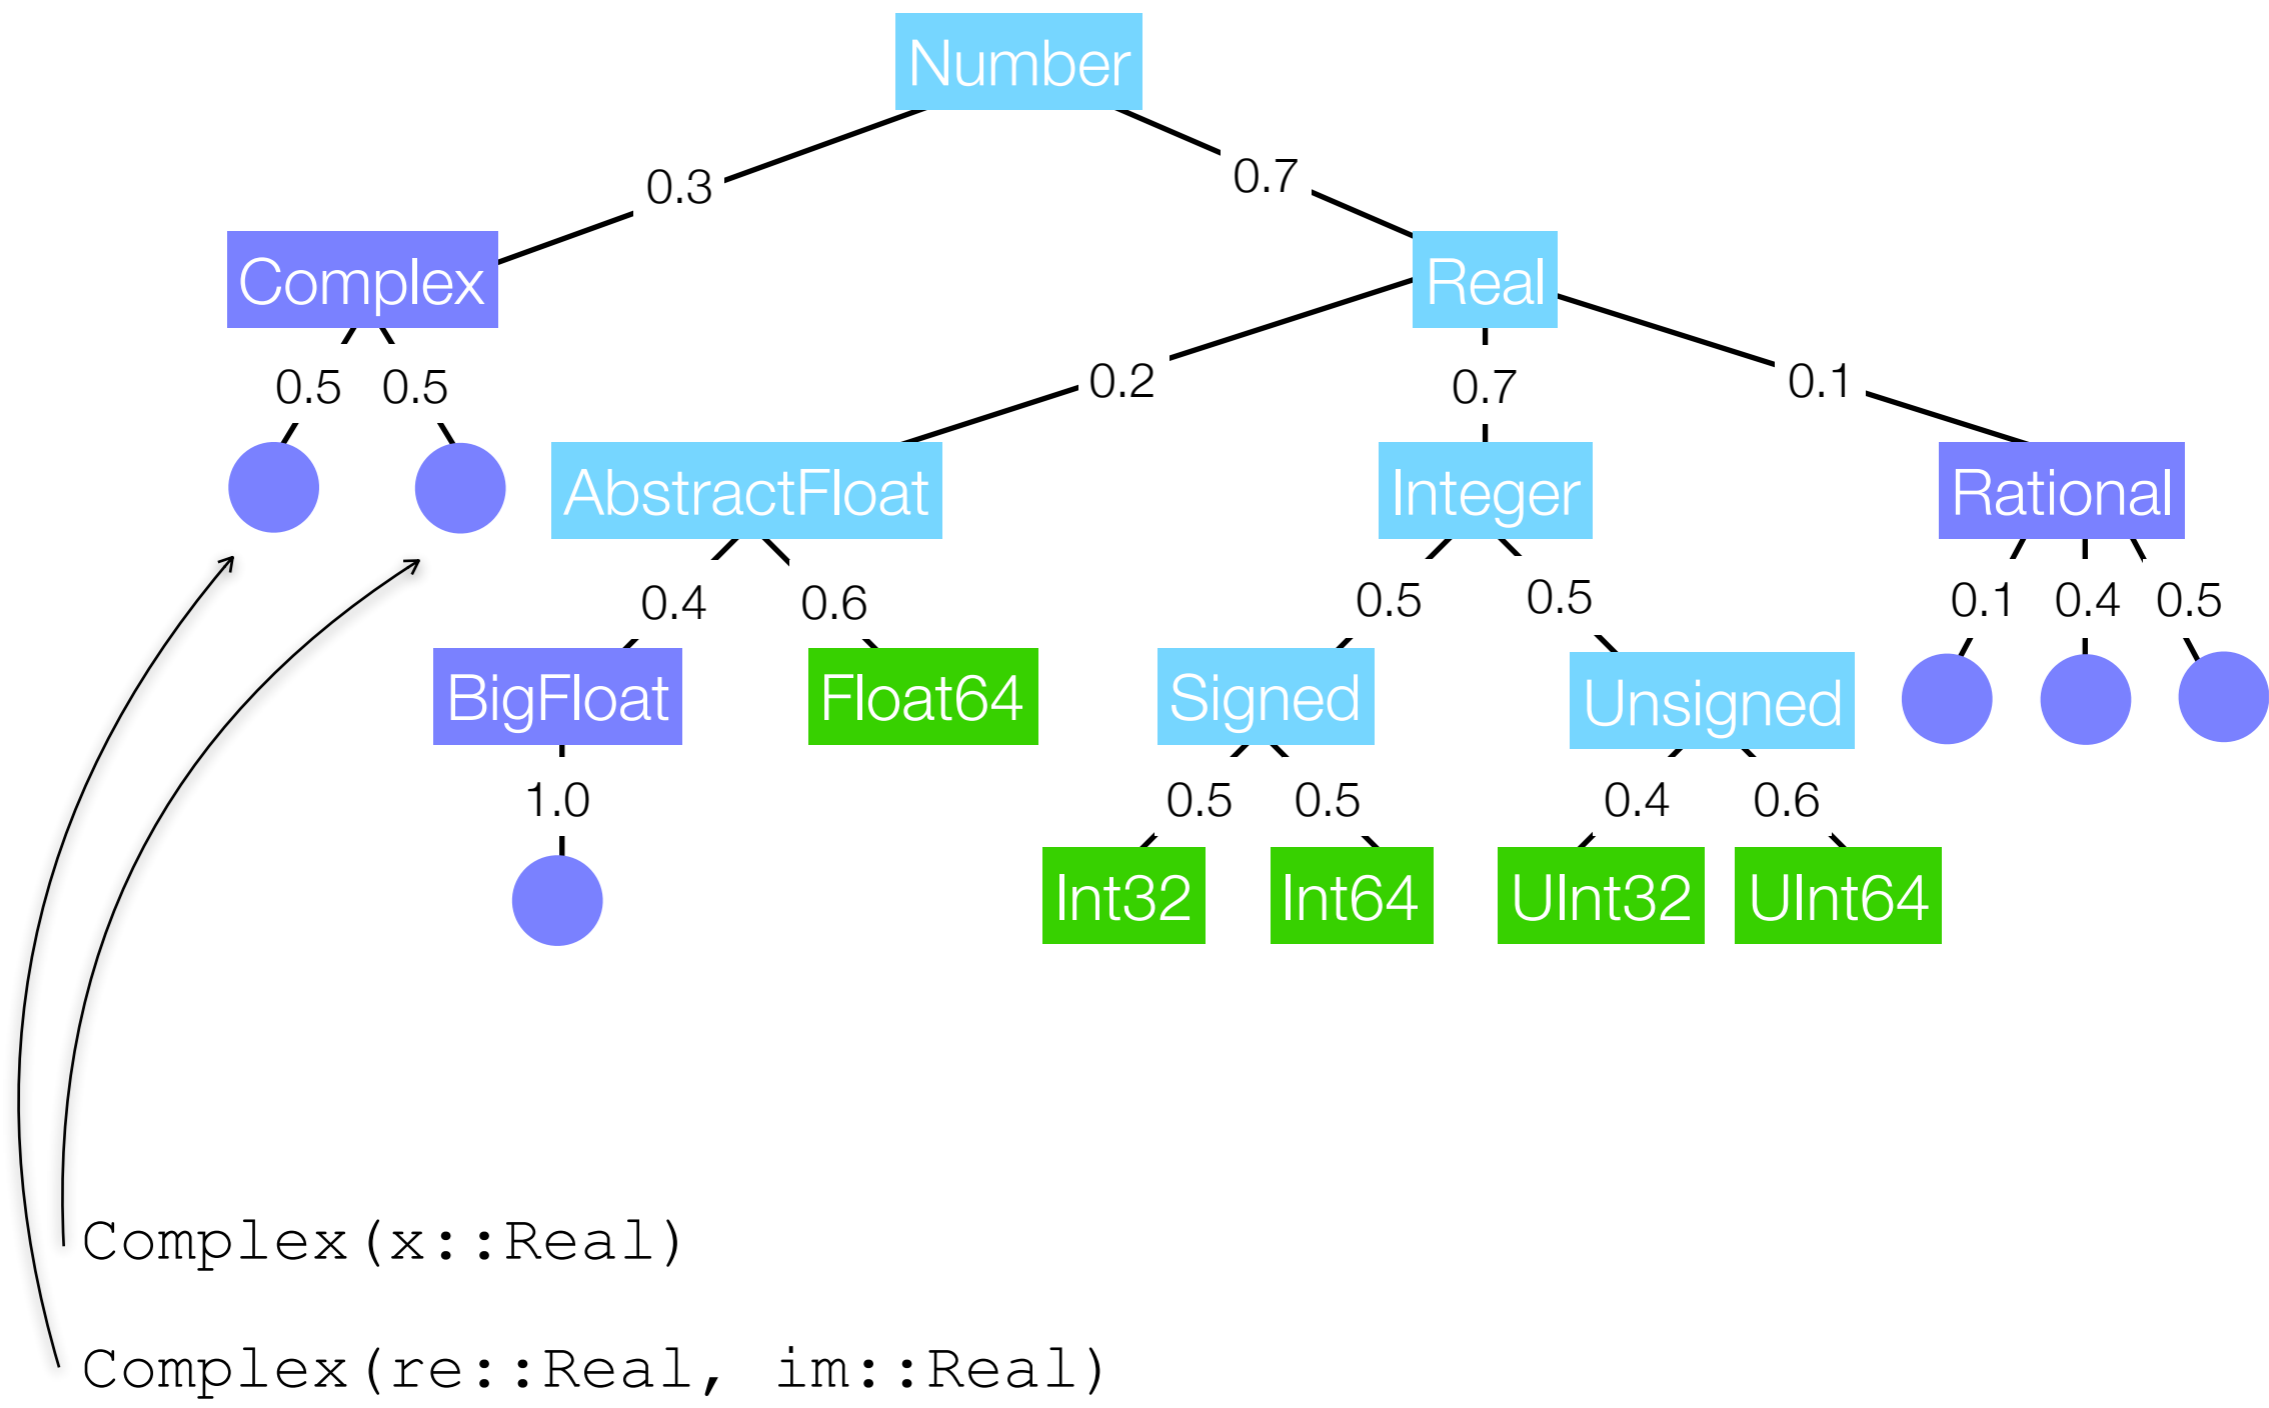 Number
0.3
0.7
Complex
Real
0.5 0.5
0.2
0.7
0.1
AbstractFloat
Integer
Rational
0.4
0.6
0.5
0.5
0.1 0.4 0.5
BigFloat
Float64
Signed
Unsigned
1.0
0.5 0.5
0.4 0.6
Int32
Int64
UInt32
UInt64
Complex(x::Real)
Complex(re::Real, im::Real)